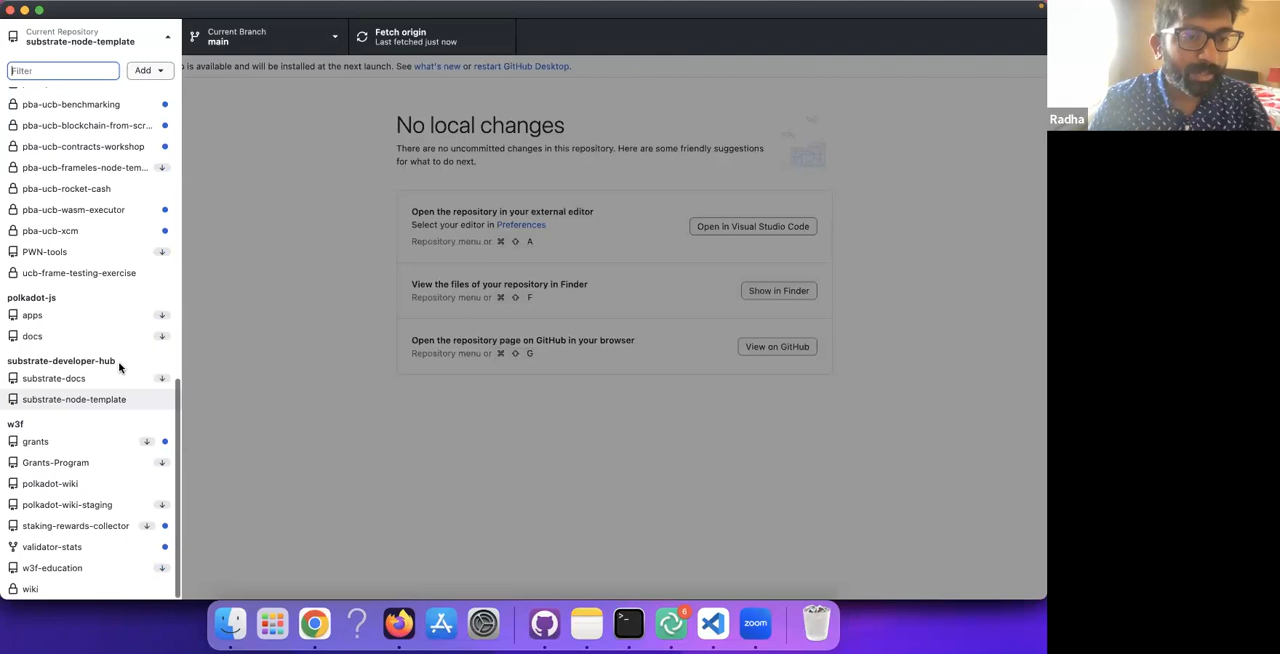 Current Repository
substrate-node-template
Current Branch
main
Fetch origin
Last fetched just now
Filter
Add
is available and will be installed at the next launch. See what's new or restart GitHub Desktop.
pba-ucb-benchmarking
pba-ucb-blockchain-from-scr...
pba-ucb-contracts-workshop
pba-ucb-frameles-node-tem...
pba-ucb-rocket-cash
pba-ucb-wasm-executor
pba-ucb-xcm
PWN-tools
ucb-frame-testing-exercise
polkadot-js
apps
docs
substrate-developer-hub
substrate-docs
substrate-node-template
w3f
grants
Grants-Program
polkadot-wiki
polkadot-wiki-staging
staking-rewards-collector
validator-stats
w3f-education
wiki
No local changes
There are no uncommitted changes in this repository. Here are some friendly suggestions
for what to do next.
Open the repository in your external editor
Select your editor in Preferences
Repository menu or ⌘ ⇧ A
Open in Visual Studio Code
View the files of your repository in Finder
Repository menu or ⌘ ⇧ F
Show in Finder
Open the repository page on GitHub in your browser
Repository menu or ⌘ ⇧ G
View on GitHub
Radha
6
zoom